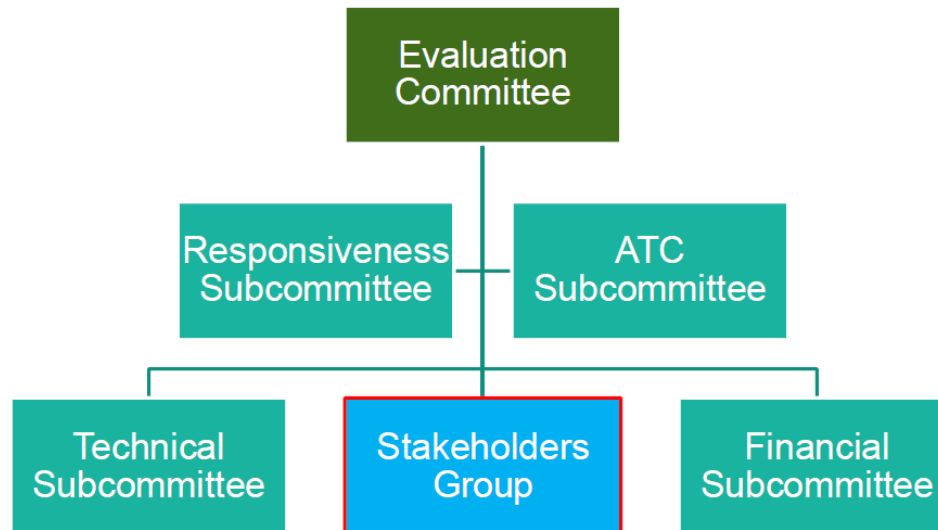 Evaluation
Committee
Responsiveness
Subcommittee
ATC
Subcommittee
Technical
Subcommittee
Stakeholders
Group
Financial
Subcommittee